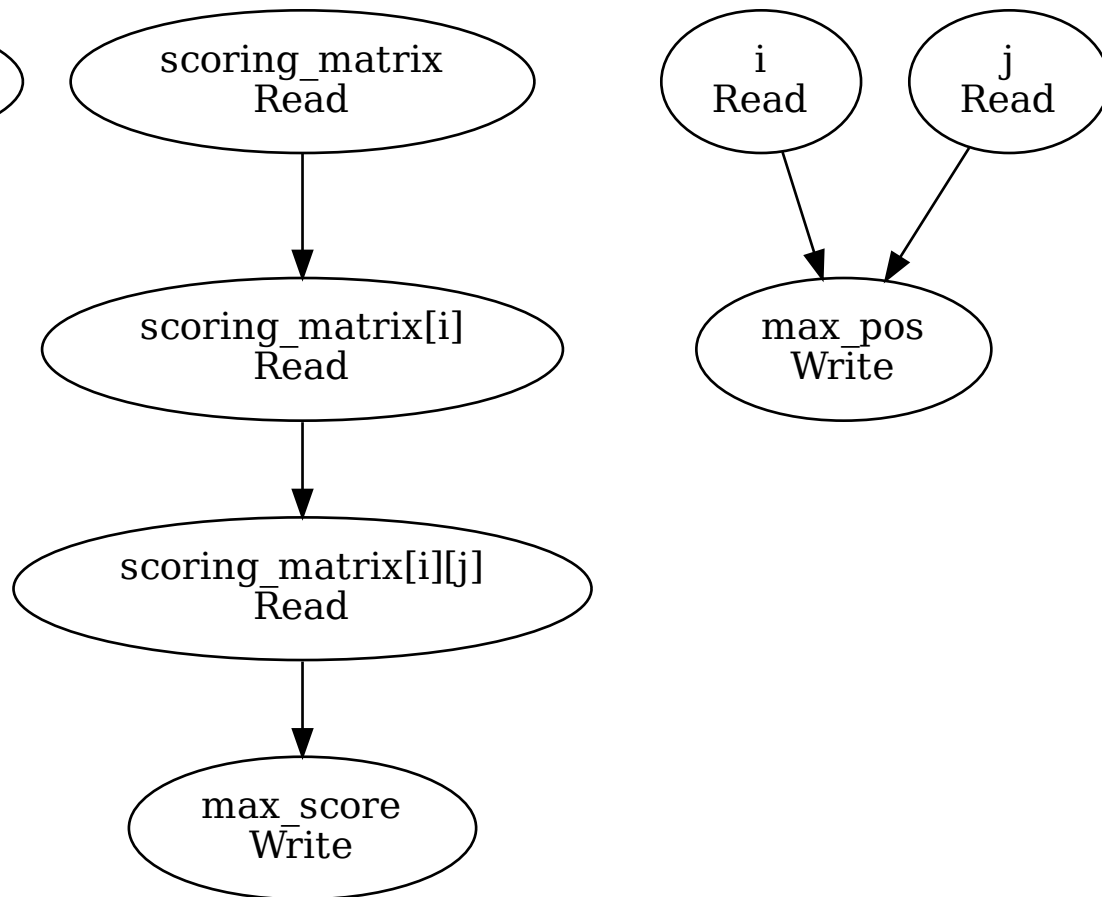 scoring_matrix
Read
i
Read
j
Read
scoring_matrix[i]
Read
max_pos
Write
scoring_matrix[i][j]
Read
max_score
Write